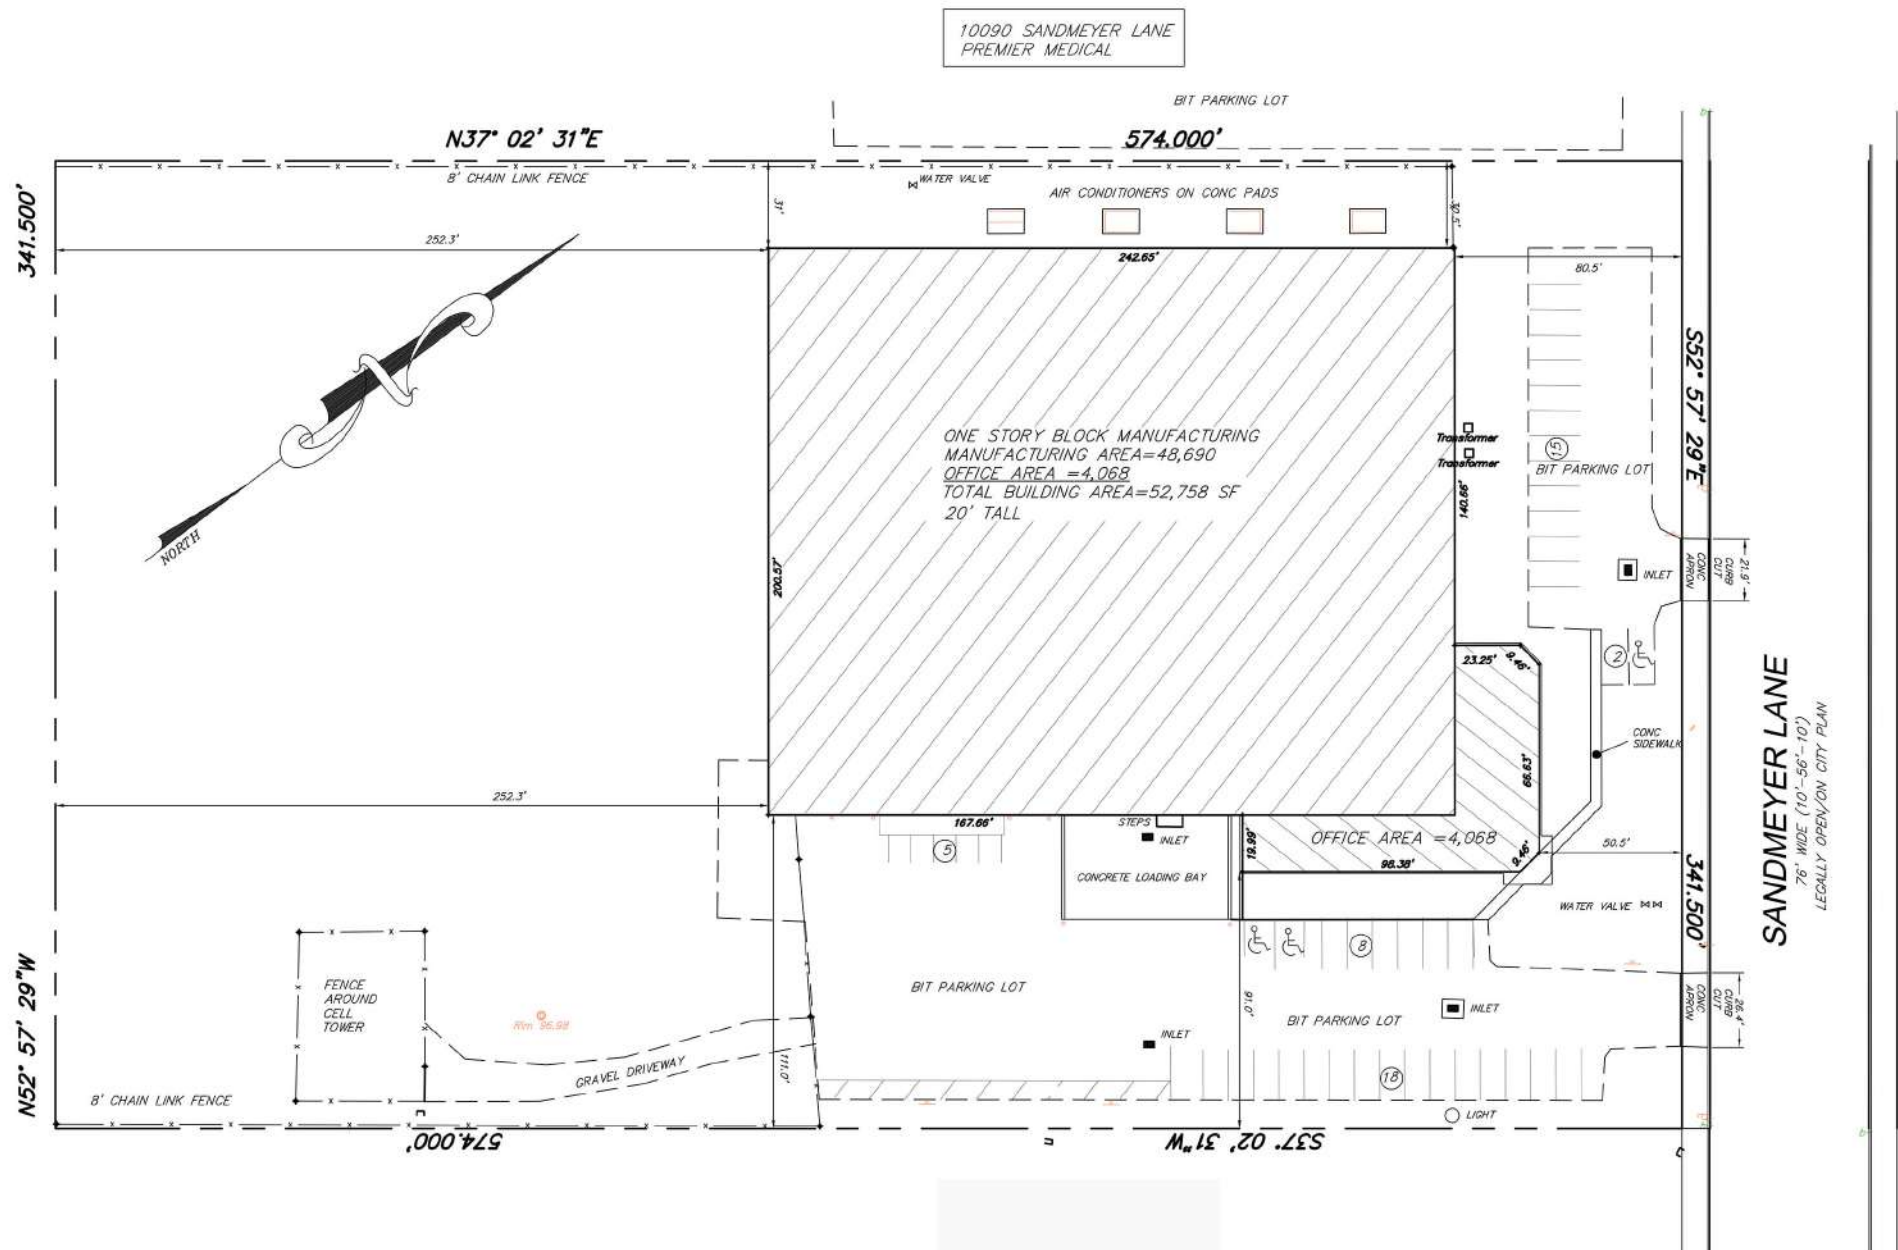 10090 SANDMEYER LANE
PREMIER MEDICAL
BIT PARKING LOT
N37° 02' 31"E
574.000'
8' CHAIN LINK FENCE
WATER VALVE
AIR CONDITIONERS ON CONC PADS
341.500'
31'
30.5'
252.3'
242.65'
80.5'
S52° 57' 29"E
ONE STORY BLOCK MANUFACTURING
MANUFACTURING AREA=48,690
OFFICE AREA =4,068
TOTAL BUILDING AREA=52,758 SF
20' TALL
Transformer
Transformer
15
BIT PARKING LOT
140.66'
NORTH
200.57'
INLET
CONC
APRON
CURB
CUT
21.9'
23.25'
9.46'
2
CONC
SIDEWALK
SANDMEYER LANE
76' WIDE (10'-56'-10')
LEGALLY OPEN/ON CITY PLAN
66.63'
252.3'
167.66'
STEPS
INLET
5
19.99'
OFFICE AREA =4,068
98.38'
9.46'
50.5'
341.500'
CONCRETE LOADING BAY
WATER VALVE
8
N52° 57' 29"W
FENCE
AROUND
CELL
TOWER
Rim 96.98
BIT PARKING LOT
91.0'
INLET
BIT PARKING LOT
CONC
APRON
CURB
CUT
26.4'
INLET
GRAVEL DRIVEWAY
111.0'
18
8' CHAIN LINK FENCE
LIGHT
574.000'
S37° 02' 31"W